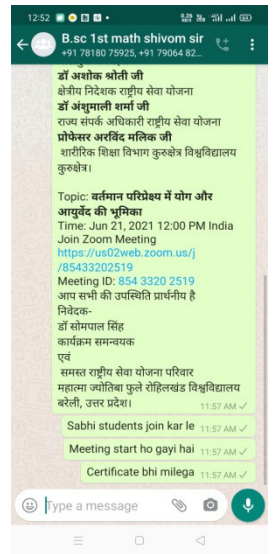 12:52
B.sc 1st math shivom sir
+91 78180 75925, +91 79064 82...
डॉ अशोक श्रोती जी
क्षेत्रीय निदेशक राष्ट्रीय सेवा योजना
डॉ अंशुमाली शर्मा जी
राज्य संपर्क अधिकारी राष्ट्रीय सेवा योजना
प्रोफेसर अरविंद मलिक जी
शारीरिक शिक्षा विभाग कुरुक्षेत्र विश्वविद्यालय
कुरुक्षेत्र।
Topic: वर्तमान परिप्रेक्ष्य में योग और
आयुर्वेद की भूमिका
Time: Jun 21, 2021 12:00 PM India
Join Zoom Meeting
https://us02web.zoom.us/j
/85433202519
Meeting ID: 854 3320 2519
आप सभी की उपस्थिति प्रार्थनीय है
निवेदक-
डॉ सोमपाल सिंह
कार्यक्रम समन्वयक
एवं
समस्त राष्ट्रीय सेवा योजना परिवार
महात्मा ज्योतिबा फुले रोहिलखंड विश्वविद्यालय
बरेली, उत्तर प्रदेश।
11:57 AM
Sabhi students join kar le 11:57 AM
Meeting start ho gayi hai 11:57 AM
Certificate bhi milega 11:57 AM
Type a message